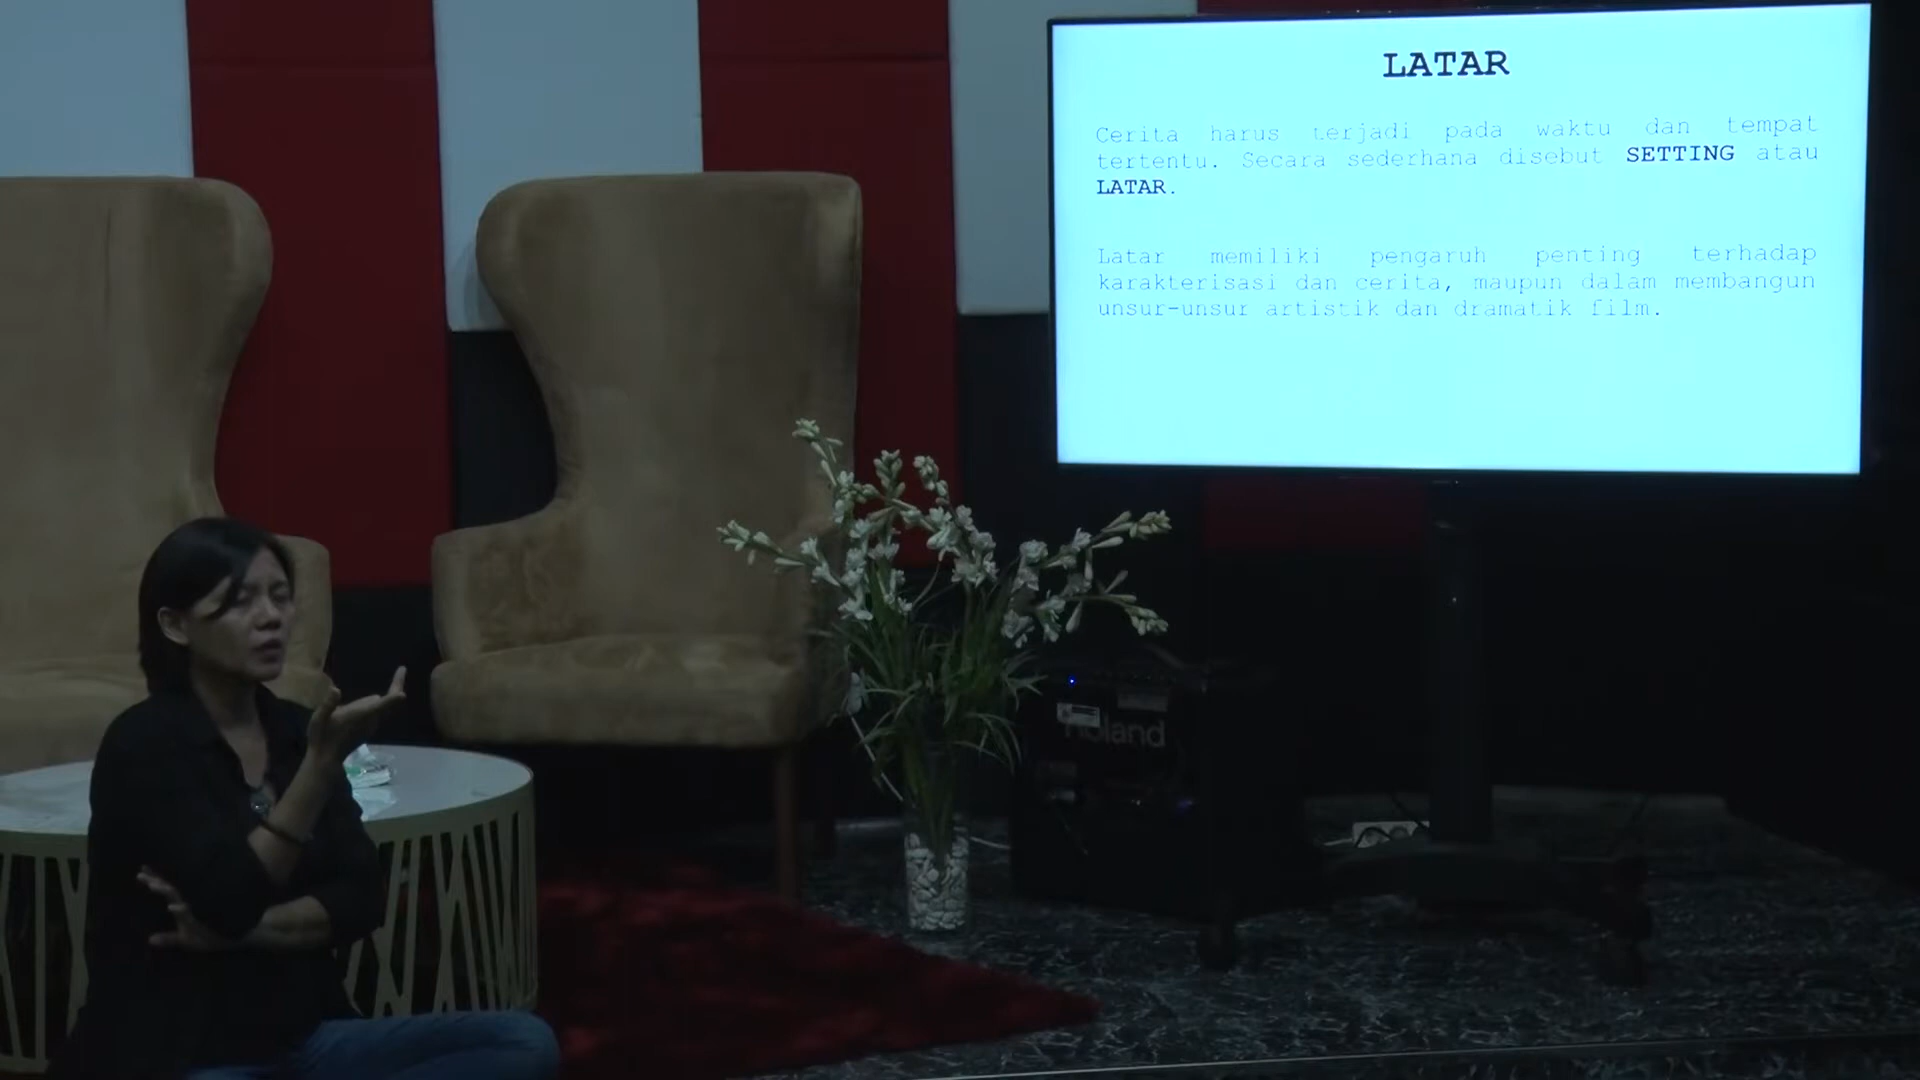 LATAR
Cerita harus terjadi pada waktu dan tempat
tertentu. Secara sederhana disebut SETTING atau
LATAR.
Latar memiliki pengaruh penting terhadap
karakterisasi dan cerita, maupun dalam membangun
unsur-unsur artistik dan dramatik film.
Roland